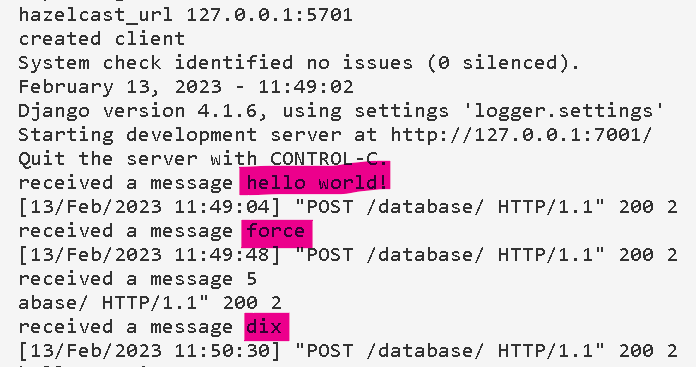 hazelcast_url 127.0.0.1:5701
created client
System check identified no issues (0 silenced).
February 13, 2023 - 11:49:02
Django version 4.1.6, using settings 'logger.settings'
Starting development server at http://127.0.0.1:7001/
Quit the server with CONTROL-C.
received a message hello world!
[13/Feb/2023 11:49:04] "POST /database/ HTTP/1.1" 200 2
received a message force
[13/Feb/2023 11:49:48] "POST /database/ HTTP/1.1" 200 2
received a message 5
abase/ HTTP/1.1" 200 2
received a message dix
[13/Feb/2023 11:50:30] "POST /database/ HTTP/1.1" 200 2